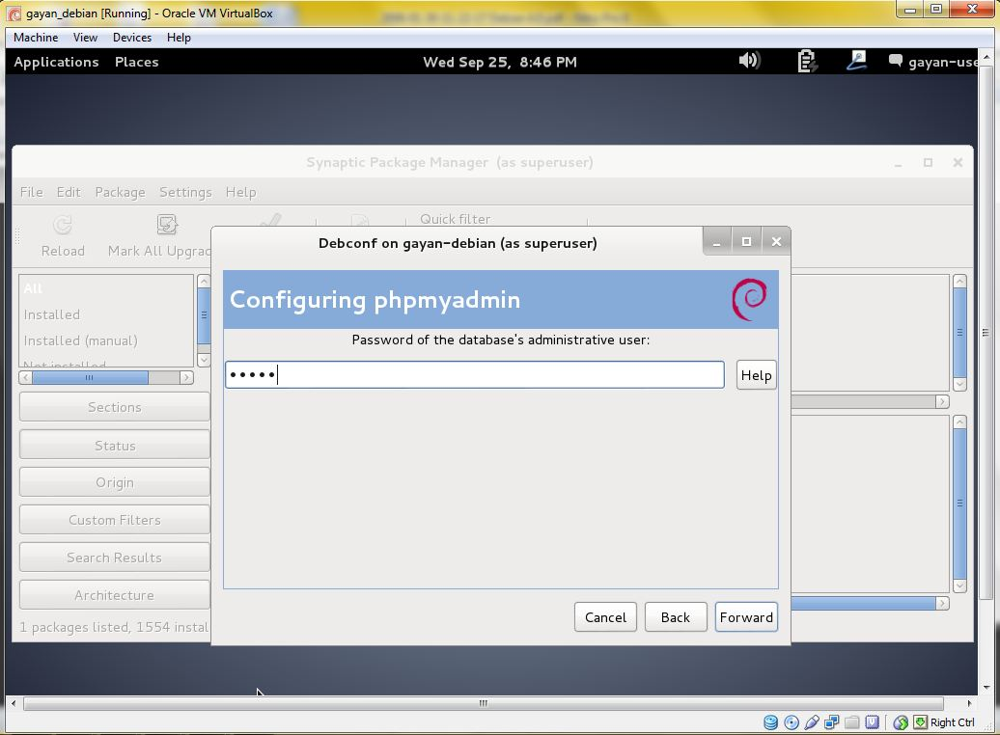 gayan_debian [Running] - Oracle VM VirtualBox
Machine View Devices Help
Applications Places Wed Sep 25, 8:46 PM gayan-use
Synaptic Package Manager (as superuser)
File Edit Package Settings Help
Quick filter
Reload Mark All Upgrad
Debconf on gayan-debian (as superuser)
Configuring phpmyadmin
Password of the database's administrative user:
•••••
Help
All
Installed
Installed (manual)
Not installed
Sections
Status
Origin
Custom Filters
Search Results
Architecture
Cancel Back Forward
1 packages listed, 1554 instal
Right Ctrl